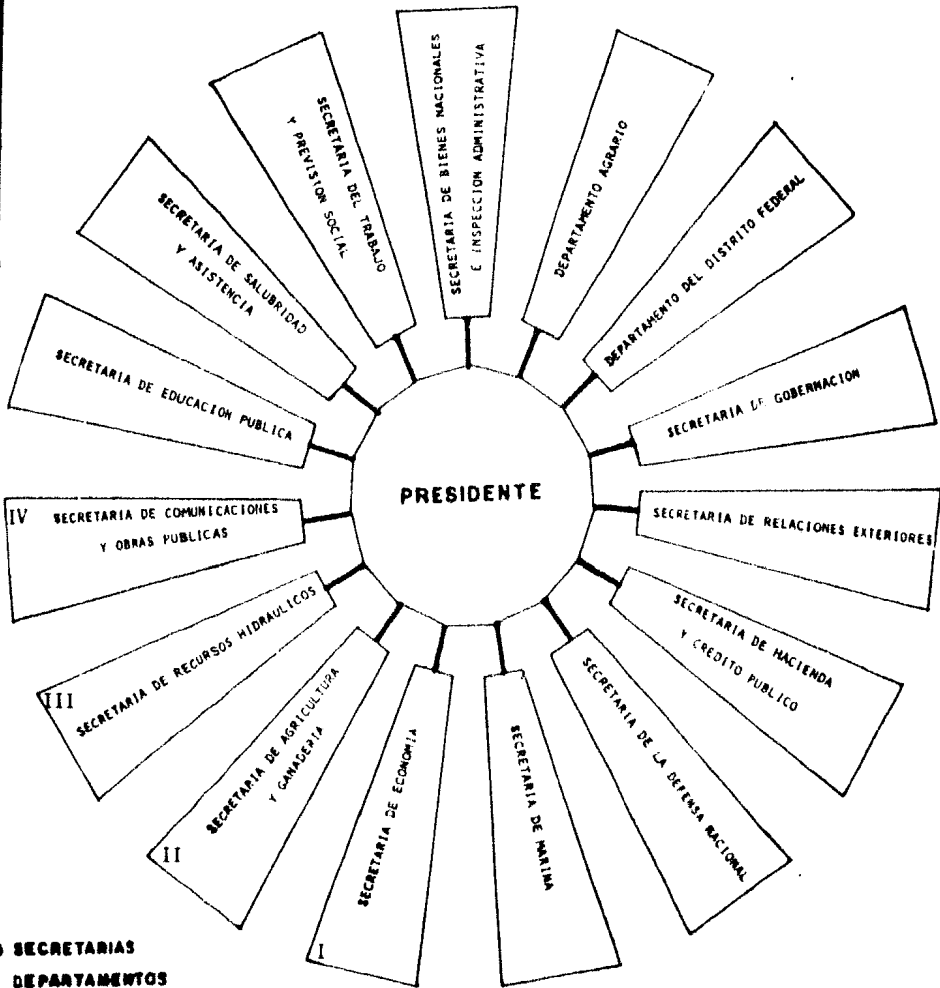 SECRETARIA DE BIENES NACIONALES
E INSPECCION ADMINISTRATIVA
DEPARTAMENTO AGRARIO
DEPARTAMENTO DEL DISTRITO FEDERAL
SECRETARIA DE GOBERNACION
SECRETARIA DE RELACIONES EXTERIORES
SECRETARIA DE HACIENDA
Y CREDITO PUBLICO
SECRETARIA DE LA DEFENSA NACIONAL
SECRETARIA DE MARINA
SECRETARIA DE ECONOMIA
I
SECRETARIA DE AGRICULTURA
Y GANADERIA
II
SECRETARIA DE RECURSOS HIDRAULICOS
III
IV SECRETARIA DE COMUNICACIONES
Y OBRAS PUBLICAS
SECRETARIA DE EDUCACION PUBLICA
SECRETARIA DE SALUBRIDAD
Y ASISTENCIA
SECRETARIA DEL TRABAJO
Y PREVISION SOCIAL
PRESIDENTE
SECRETARIAS
DEPARTAMENTOS